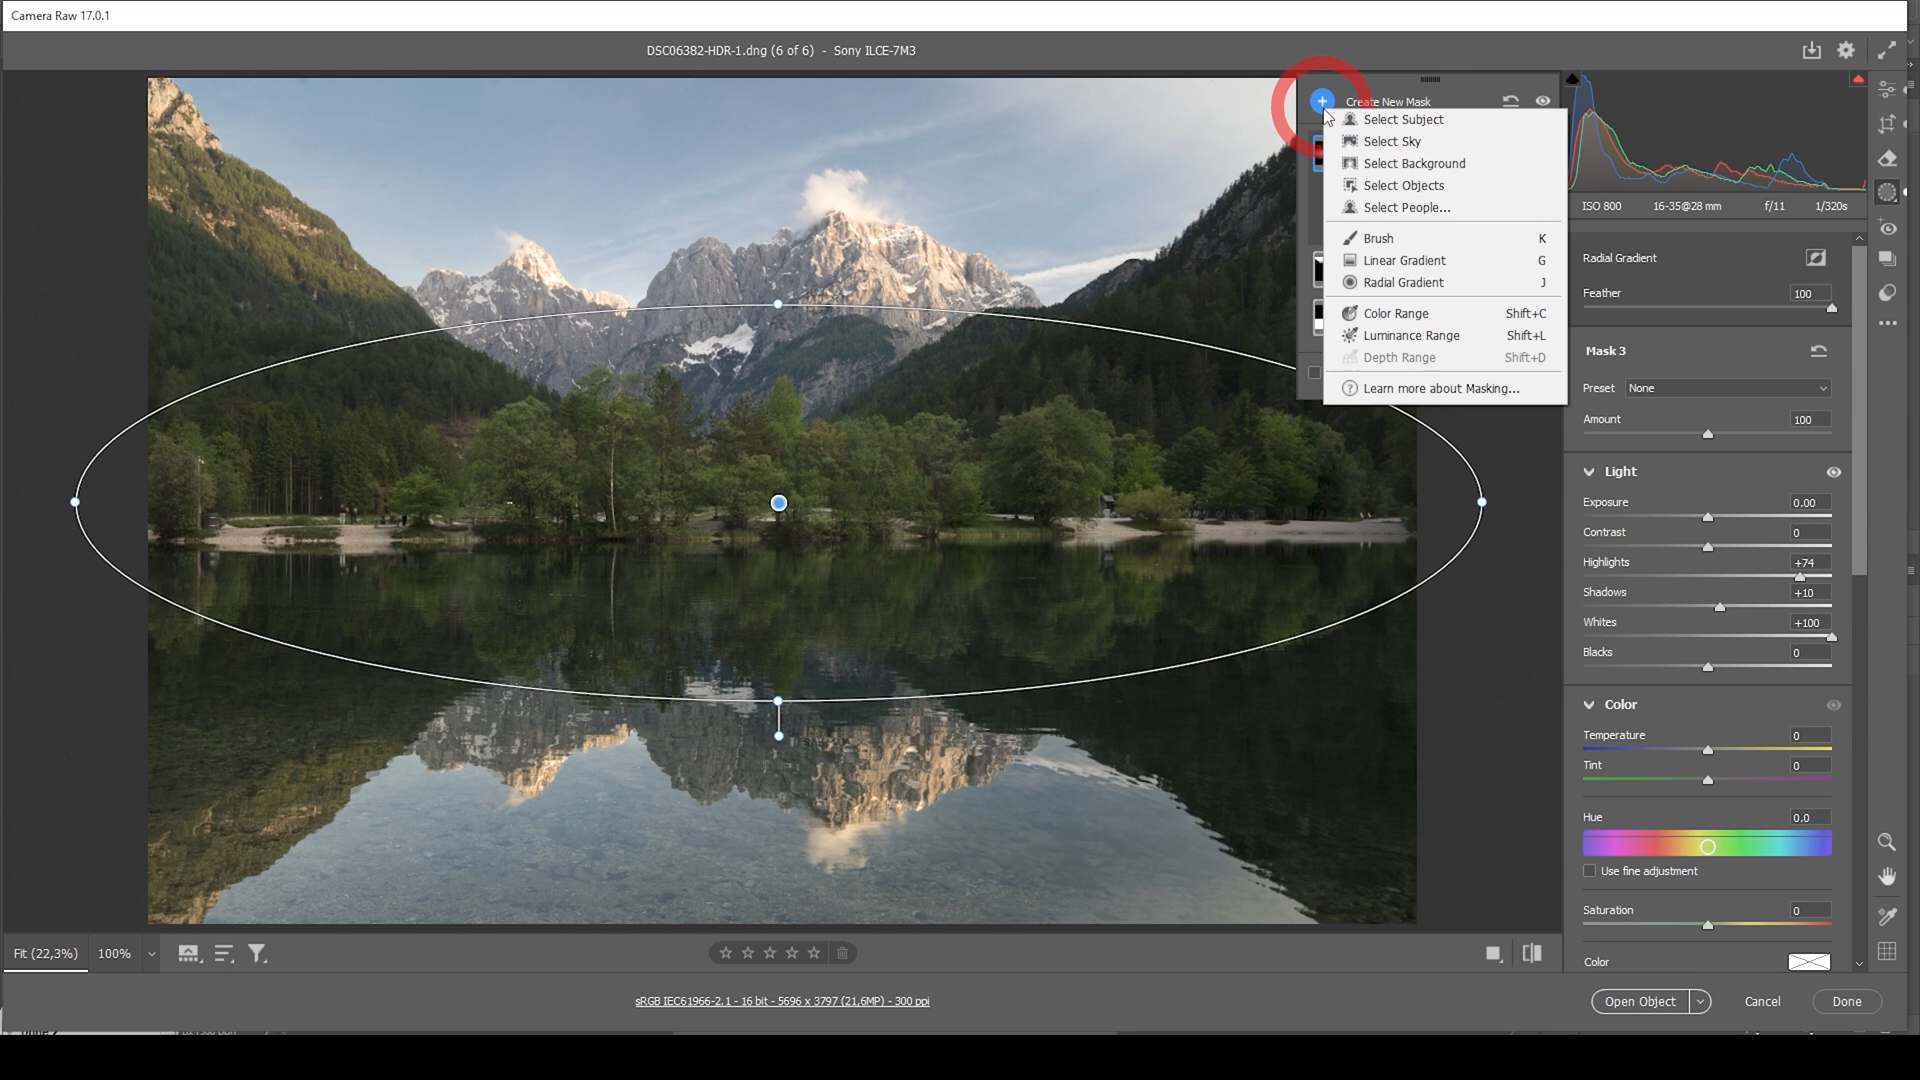 Camera Raw 17.0.1
DSC06382-HDR-1.dng (6 of 6) - Sony ILCE-7M3
Create New Mask
Select Subject
Select Sky
Select Background
Select Objects
Select People...
Brush K
Linear Gradient G
Radial Gradient J
Color Range Shift+C
Luminance Range Shift+L
Depth Range Shift+D
Learn more about Masking...
ISO 800 16-35@28 mm f/11 1/320s
Radial Gradient
Feather 100
Mask 3
Preset None
Amount 100
Light
Exposure 0.00
Contrast 0
Highlights +74
Shadows +10
Whites +100
Blacks 0
Color
Temperature 0
Tint 0
Hue 0.0
Use fine adjustment
Saturation 0
Color
Fit (22,3%) 100%
sRGB IEC61966-2.1 - 16 bit - 5696 x 3797 (21,6MP) - 300 ppi
Open Object Cancel Done